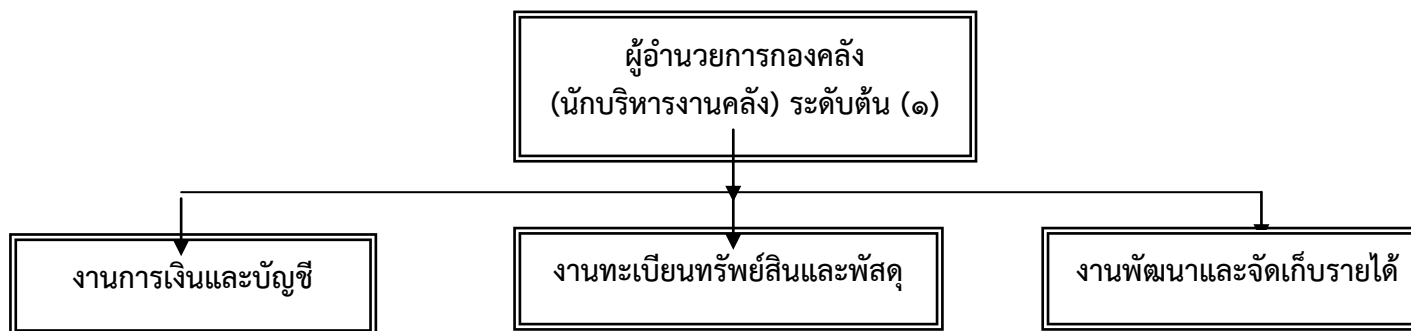 ผู้อำนวยการกองคลัง
(นักบริหารงานคลัง) ระดับต้น (๑)
งานการเงินและบัญชี
งานทะเบียนทรัพย์สินและพัสดุ
งานพัฒนาและจัดเก็บรายได้